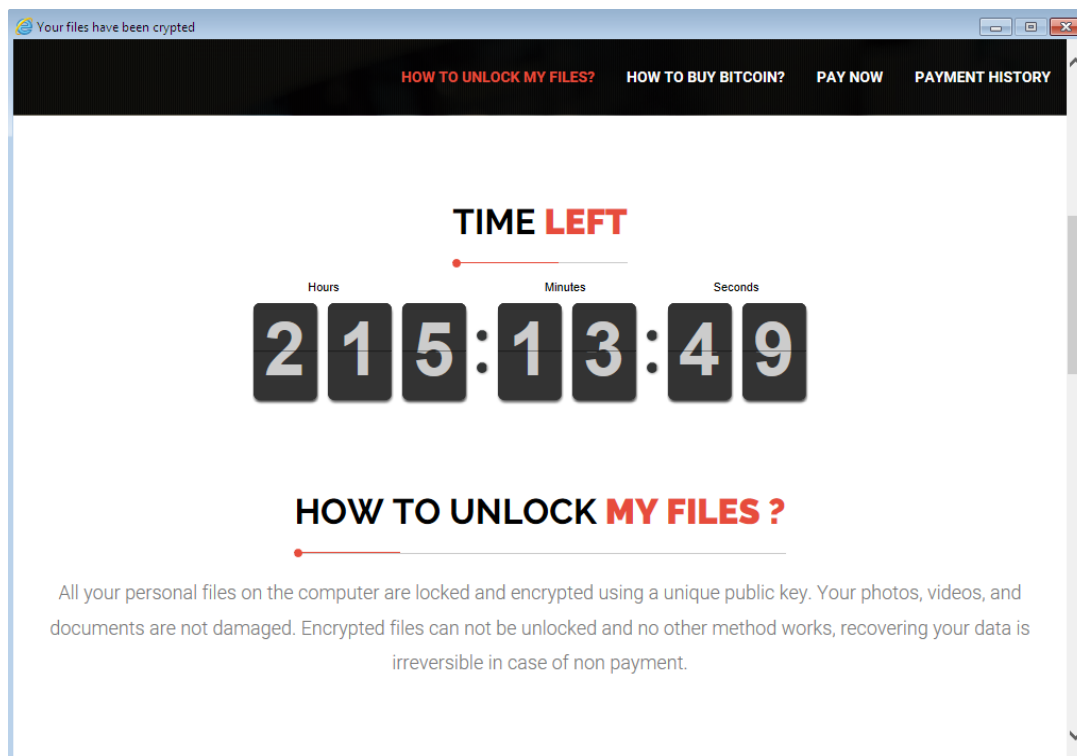 Your files have been crypted
HOW TO UNLOCK MY FILES? HOW TO BUY BITCOIN? PAY NOW PAYMENT HISTORY
TIME LEFT
Hours Minutes Seconds
215:13:49
HOW TO UNLOCK MY FILES ?
All your personal files on the computer are locked and encrypted using a unique public key. Your photos, videos, and
documents are not damaged. Encrypted files can not be unlocked and no other method works, recovering your data is
irreversible in case of non payment.